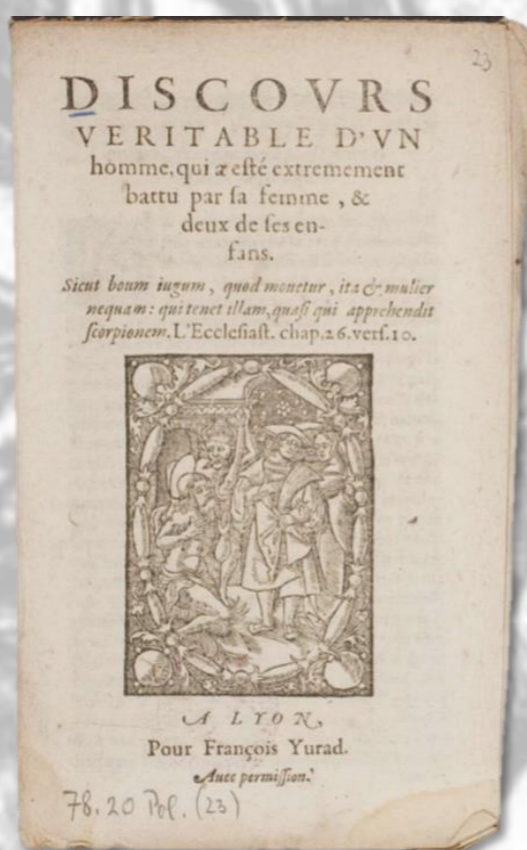 23
DISCOVRS
VERITABLE D'VN
homme, qui a esté extremement
battu par sa femme, &
deux de ses en-
fans.
Sicut boum iugum, quod mouetur, ita & mulier
nequam: qui tenet illam, quasi qui apprehendit
scorpionem. L'Ecclesiast. chap. 26. vers. 10.
A LYON,
Pour François Yurad.
Auec permission.
78.20 Pol. (23)